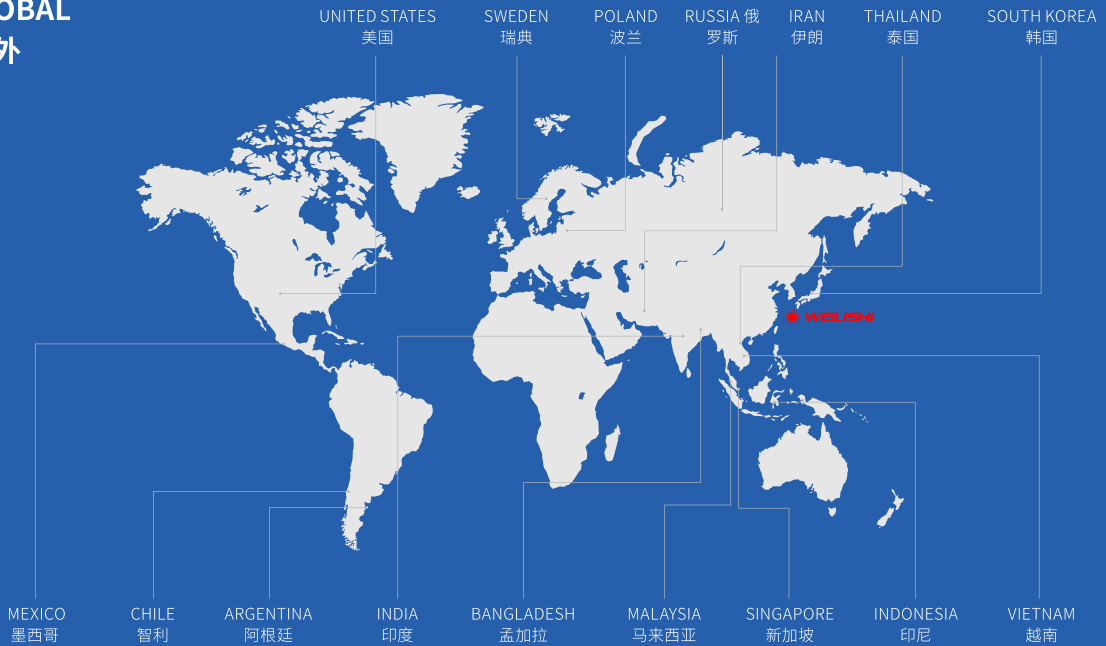 OBAL
外
UNITED STATES
美国
SWEDEN
瑞典
POLAND
波兰
RUSSIA 俄
罗斯
IRAN
伊朗
THAILAND
泰国
SOUTH KOREA
韩国
WEILISHI
MEXICO
墨西哥
CHILE
智利
ARGENTINA
阿根廷
INDIA
印度
BANGLADESH
孟加拉
MALAYSIA
马来西亚
SINGAPORE
新加坡
INDONESIA
印尼
VIETNAM
越南